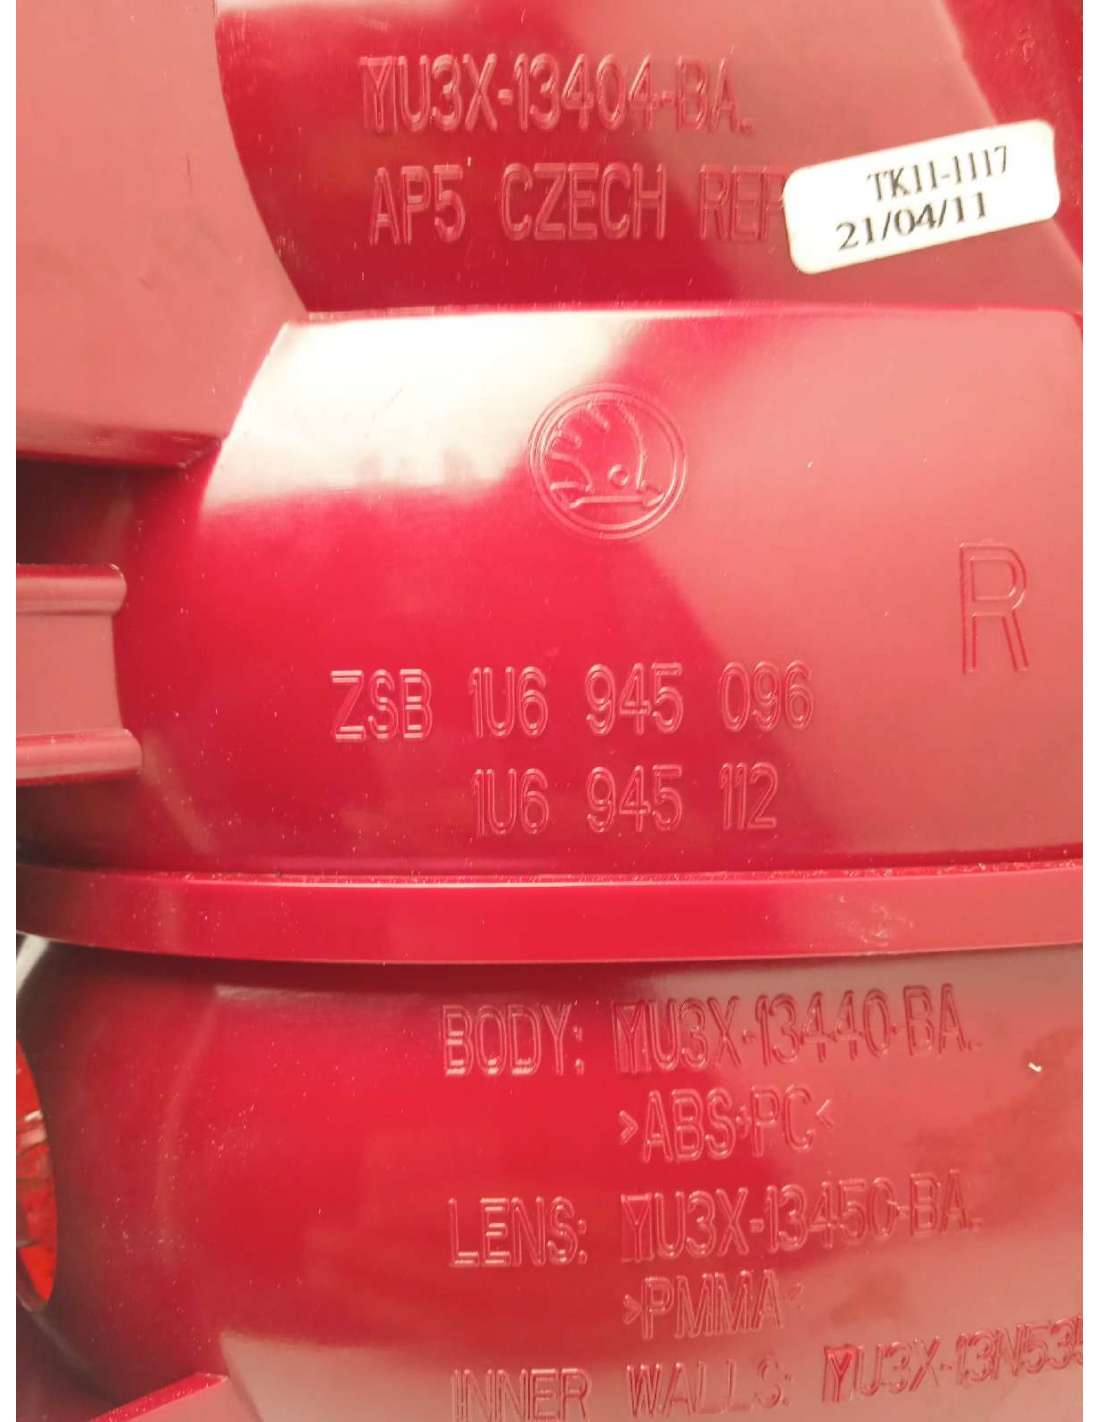 YU3X-13404-BA.
AP5 CZECH REP
TK11-1117
21/04/11
R
ZSB 1U6 945 096
1U6 945 112
BODY: YU3X-13440-BA.
>ABS+PC<
LENS: YU3X-13450-BA.
>PMMA<
INNER WALLS: YU3X-13N535